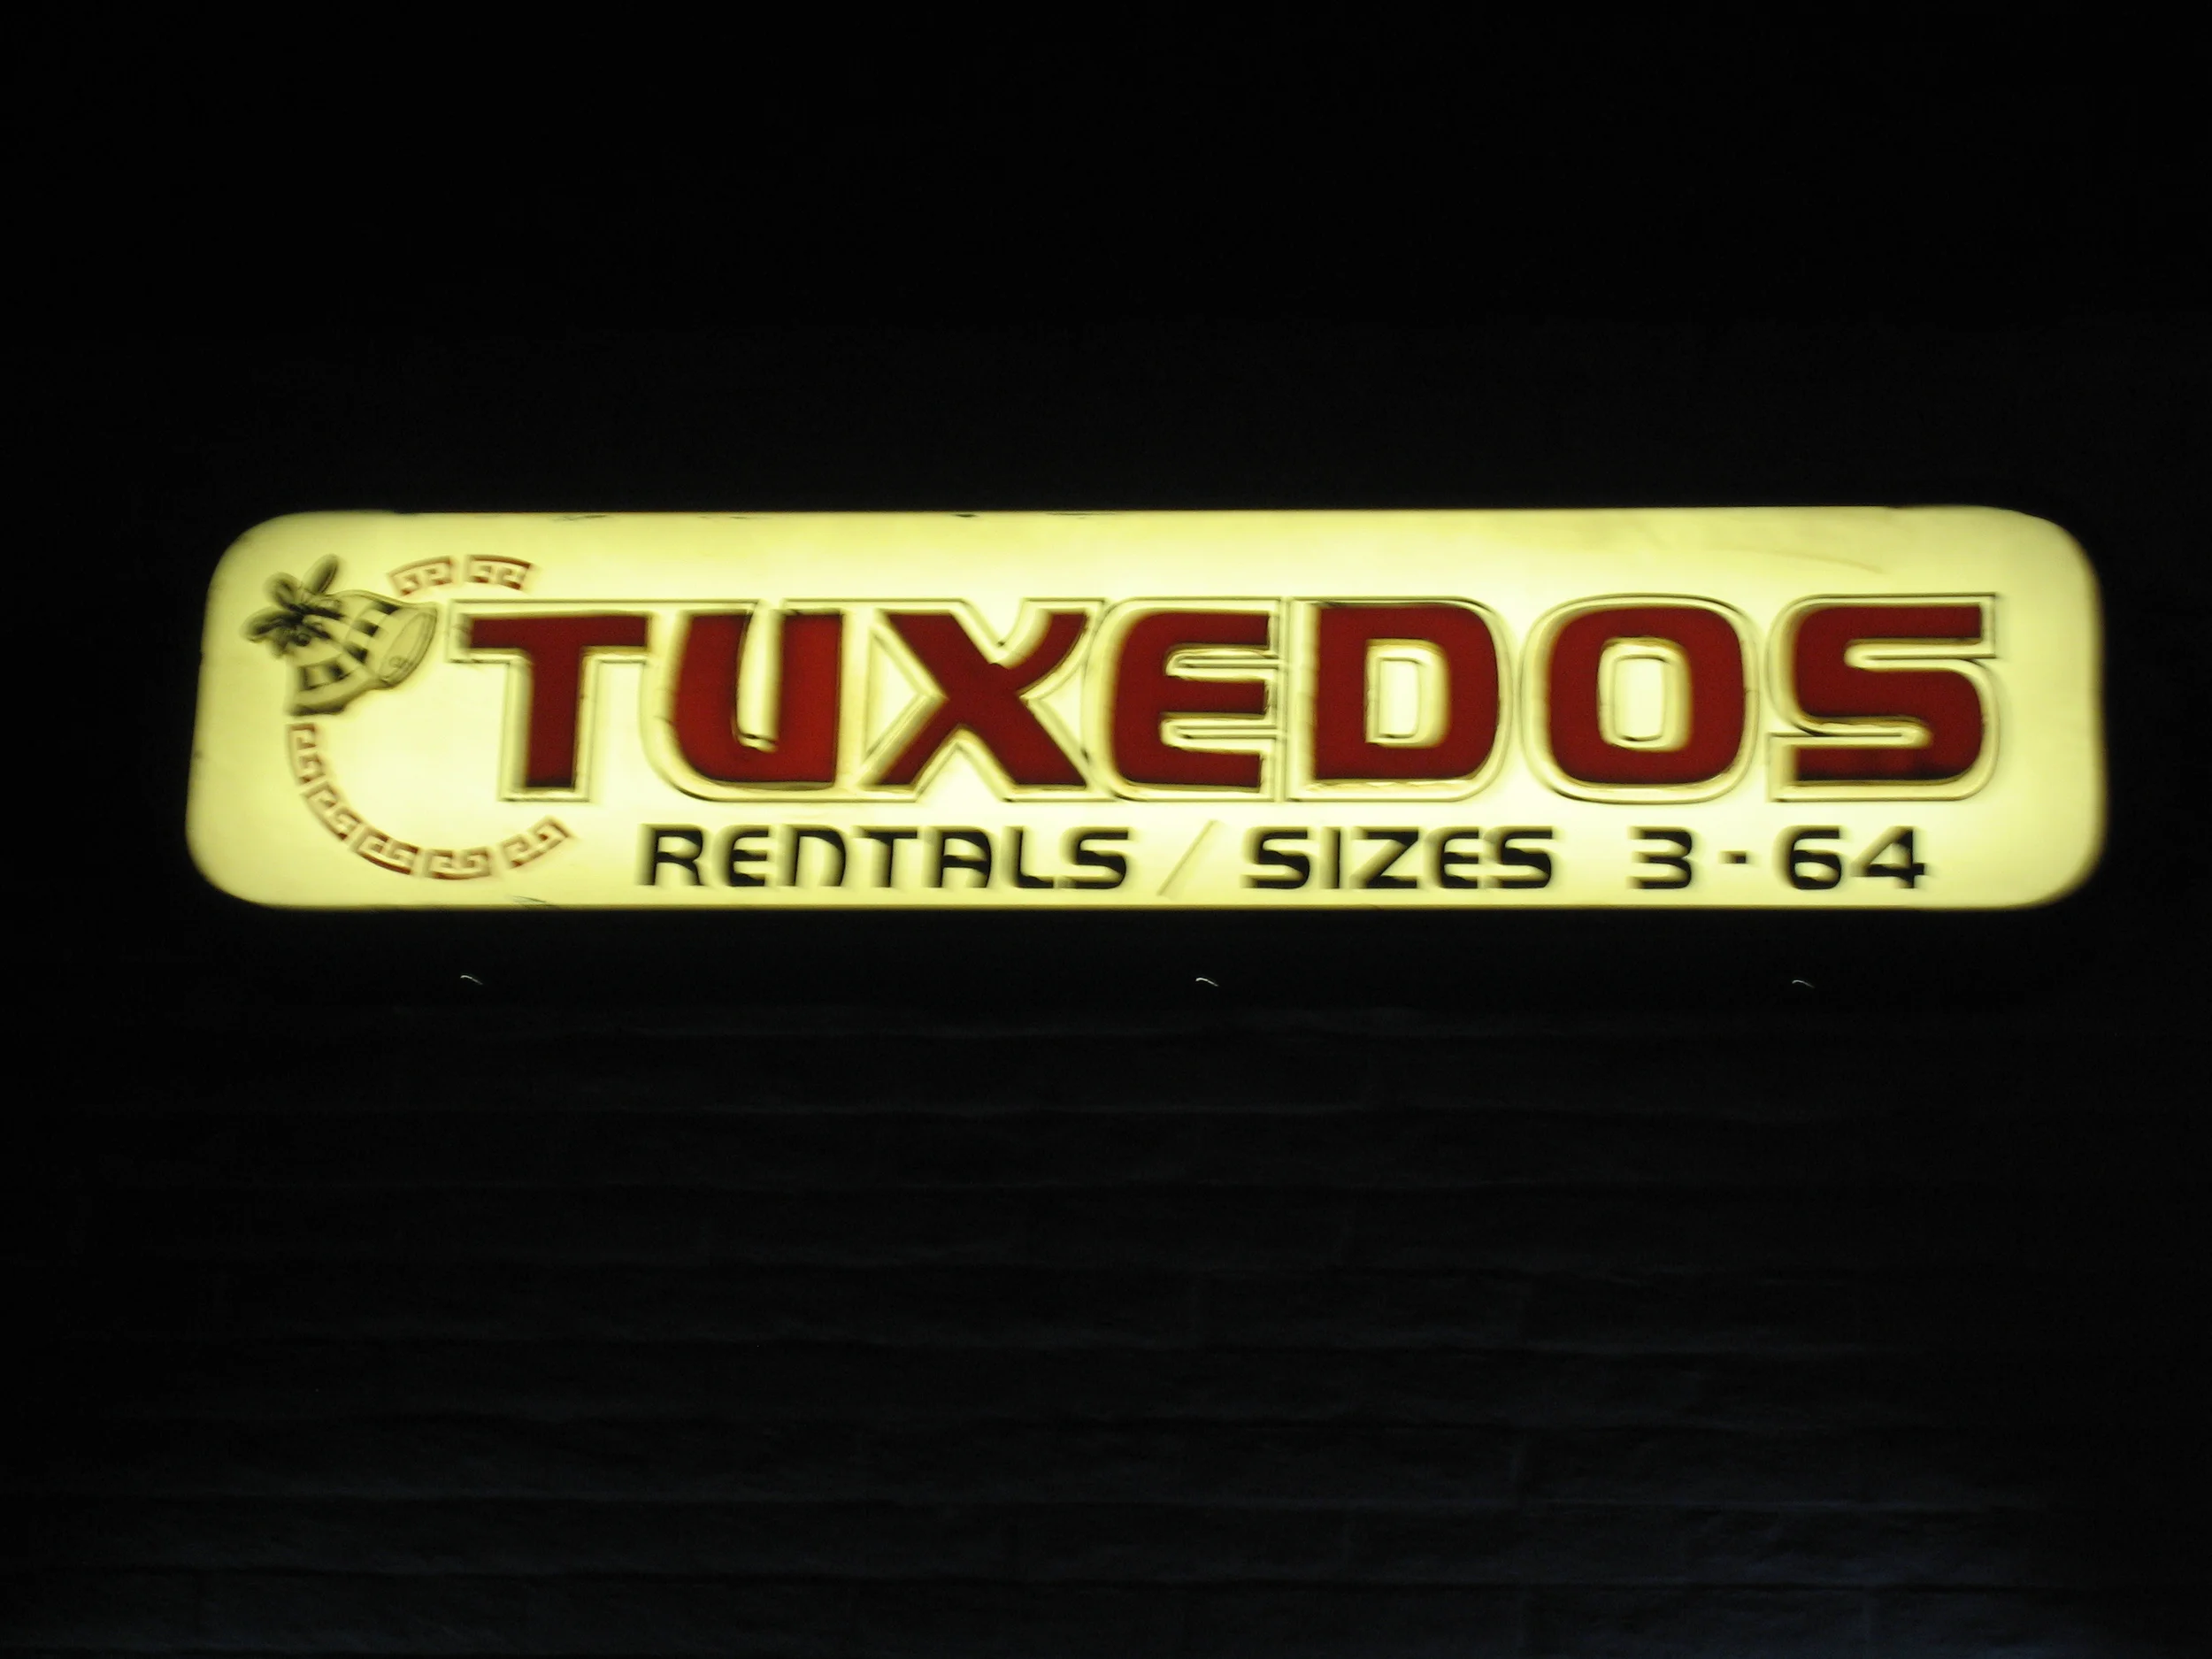 TUXEDOS
RENTALS / SIZES 3-64